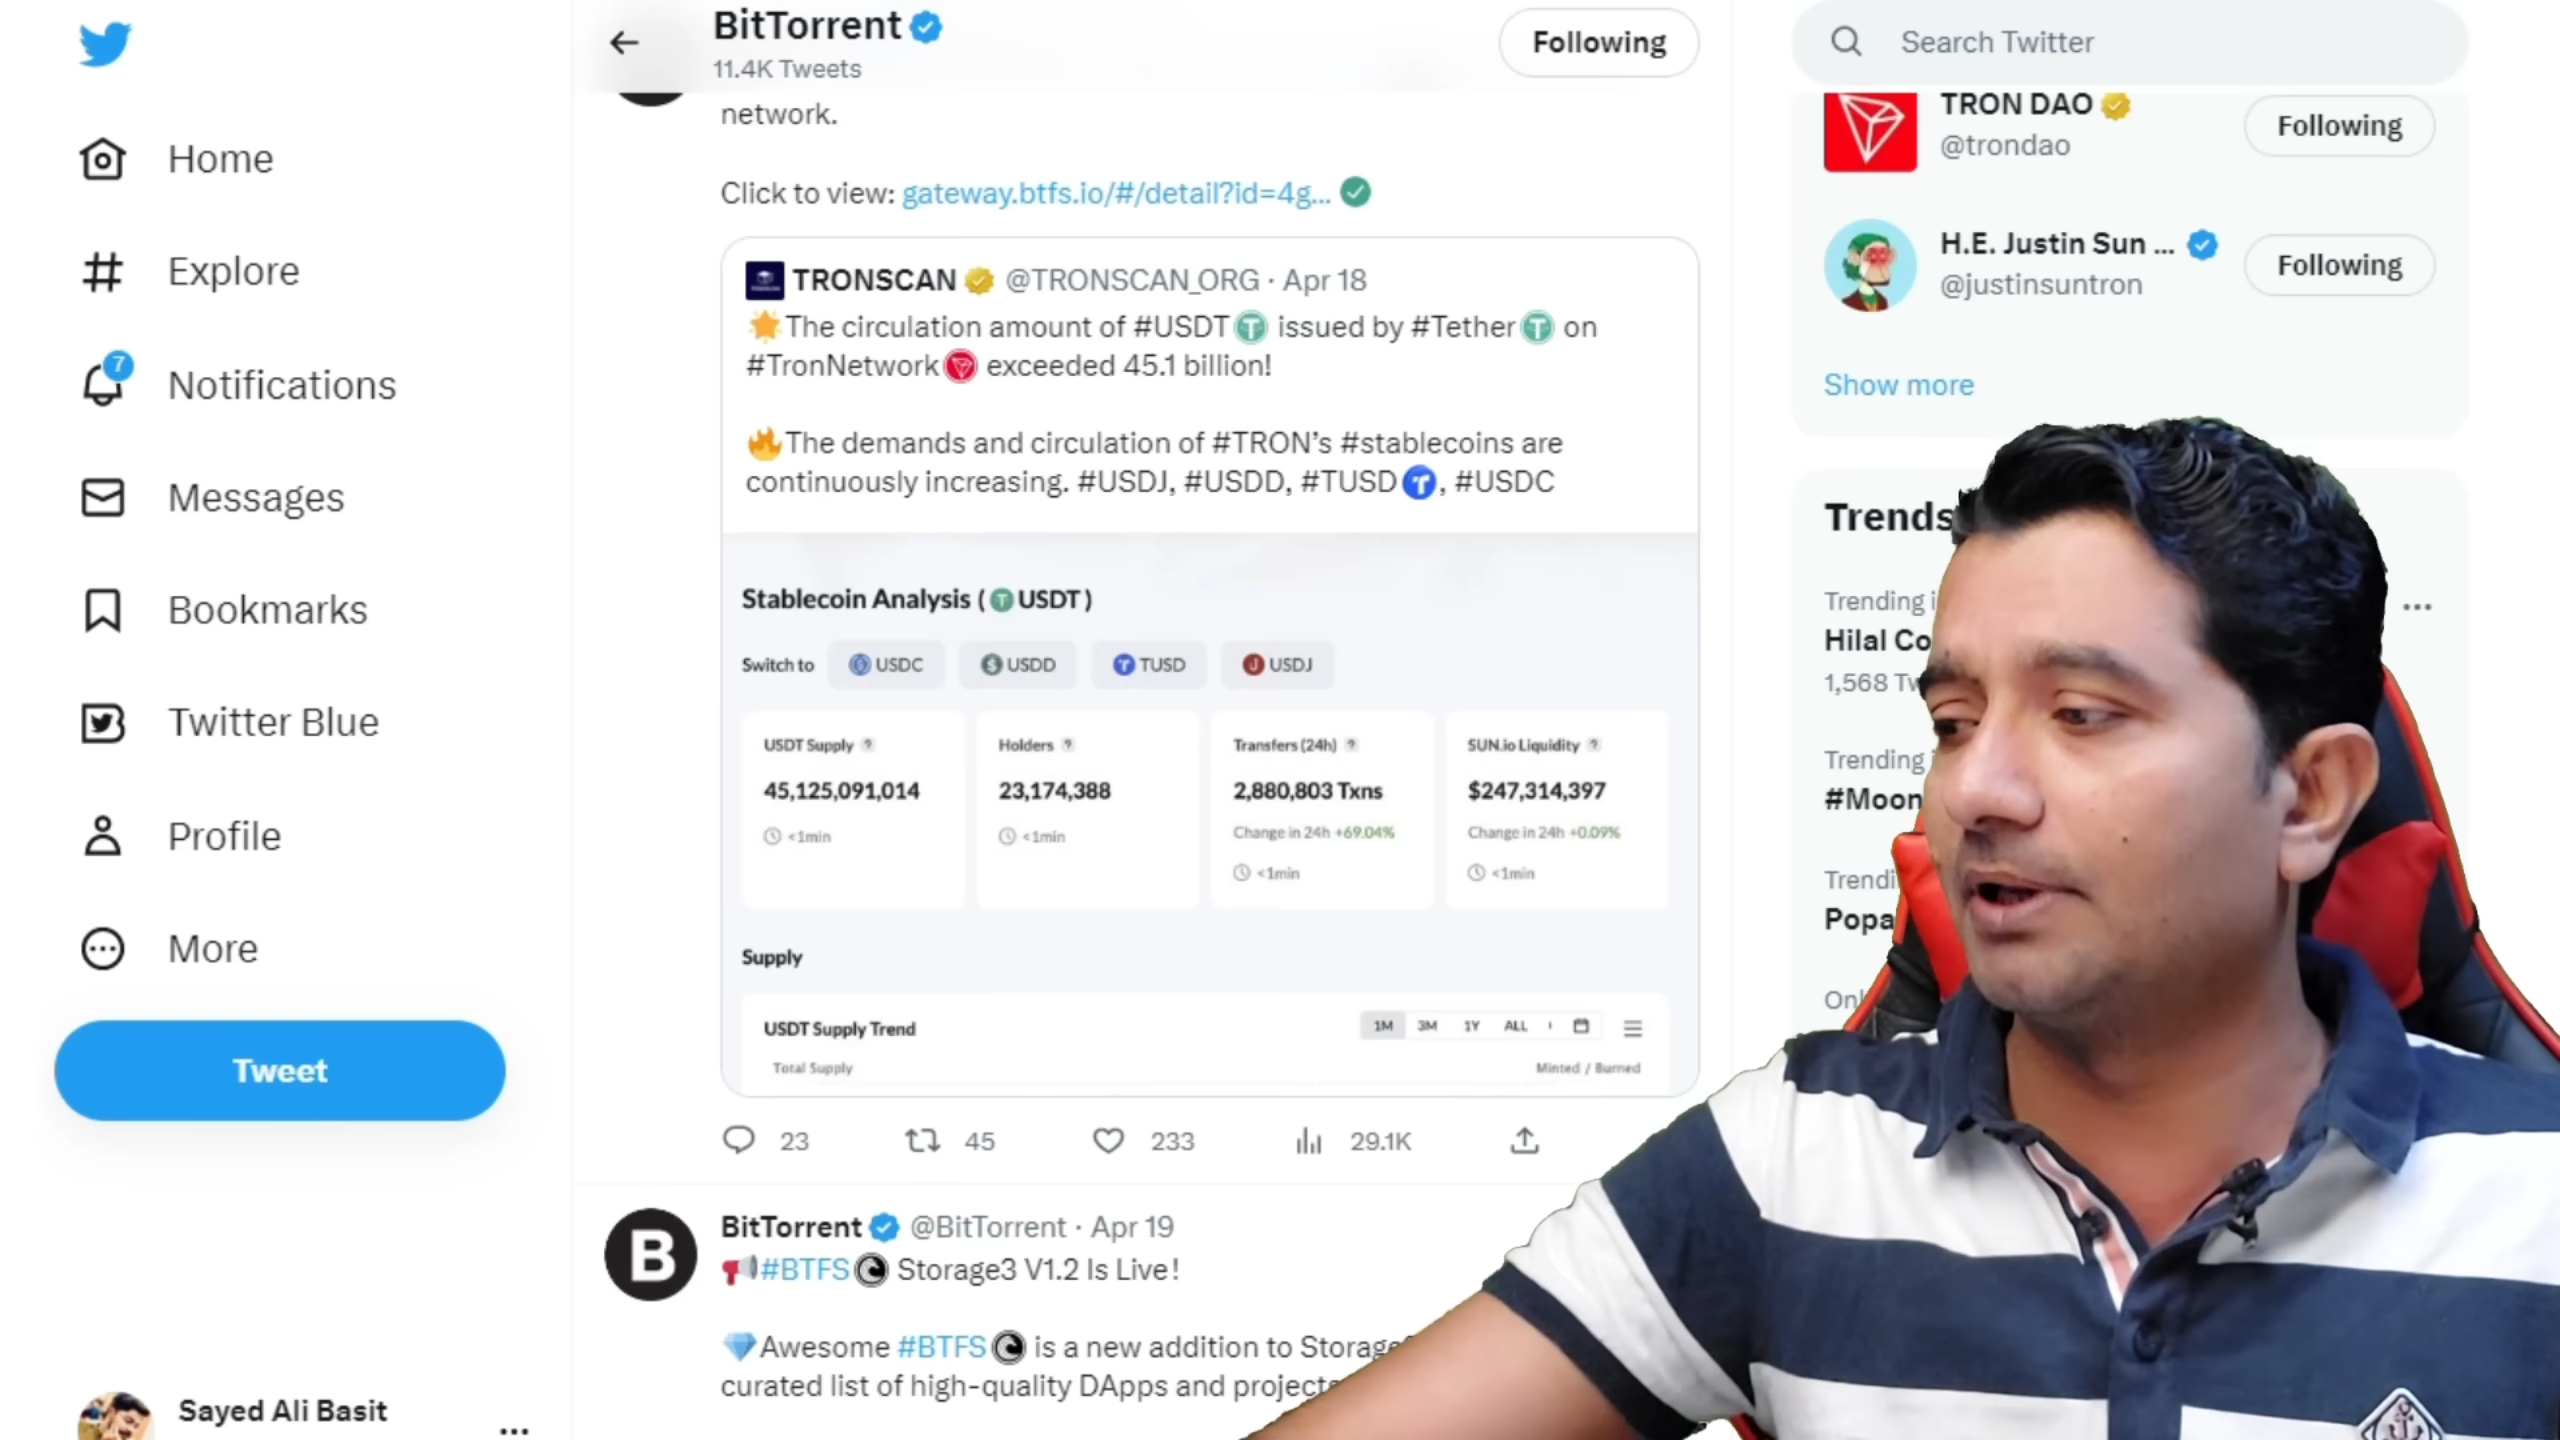 BitTorrent
11.4K Tweets
Following
Search Twitter
Home
Explore
7
Notifications
Messages
Bookmarks
Twitter Blue
Profile
More
Tweet
Sayed Ali Basit
network.
Click to view: gateway.btfs.io/#/detail?id=4g...
TRONSCAN @TRONSCAN_ORG · Apr 18
The circulation amount of #USDT issued by #Tether on
#TronNetwork exceeded 45.1 billion!
The demands and circulation of #TRON's #stablecoins are
continuously increasing. #USDJ, #USDD, #TUSD, #USDC
Stablecoin Analysis ( USDT )
Switch to USDC USDD TUSD USDJ
USDT Supply ?
45,125,091,014
<1min
Holders ?
23,174,388
<1min
Transfers (24h) ?
2,880,803 Txns
Change in 24h +69.04%
<1min
SUN.io Liquidity ?
$247,314,397
Change in 24h +0.09%
<1min
Supply
USDT Supply Trend
1M 3M 1Y ALL
Total Supply
Minted / Burned
23 45 233 29.1K
B
BitTorrent @BitTorrent · Apr 19
#BTFS Storage3 V1.2 Is Live!
Awesome #BTFS is a new addition to Storage
curated list of high-quality DApps and projects
TRON DAO
@trondao
Following
H.E. Justin Sun ...
@justinsuntron
Following
Show more
Trends
Trending
Hilal
1,568
Trending
#Moon